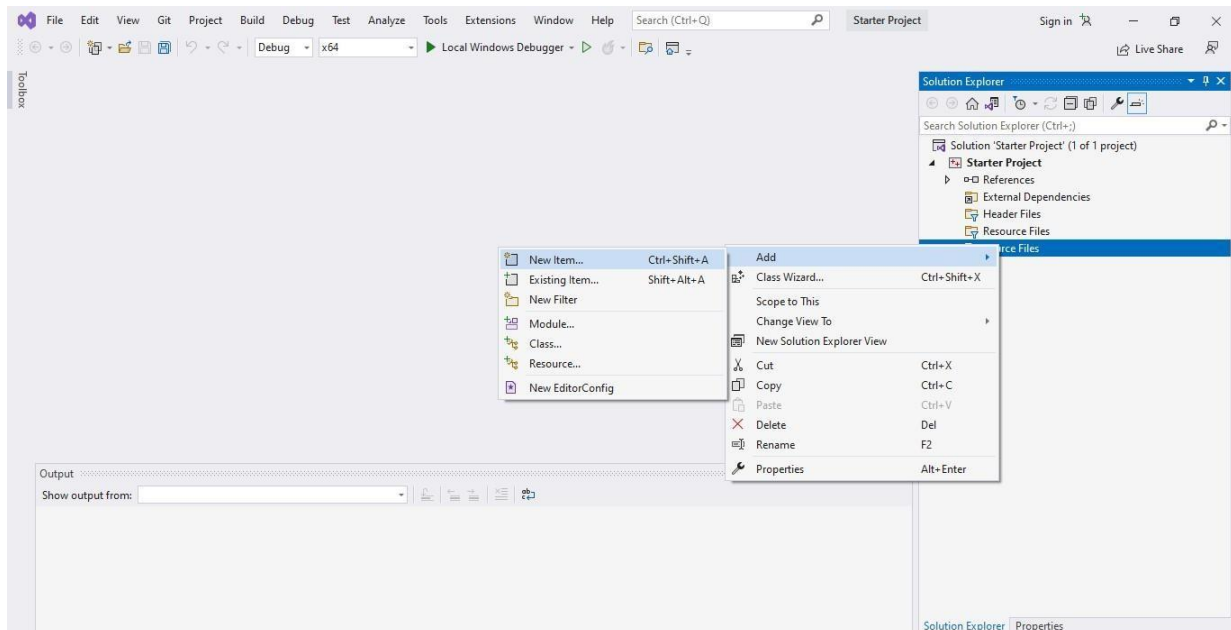 File Edit View Git Project Build Debug Test Analyze Tools Extensions Window Help Search (Ctrl+Q) Starter Project Sign in
Debug x64 Local Windows Debugger Live Share
Toolbox
Solution Explorer
Search Solution Explorer (Ctrl+;)
Solution 'Starter Project' (1 of 1 project)
Starter Project
References
External Dependencies
Header Files
Resource Files
rce Files
New Item... Ctrl+Shift+A
Existing Item... Shift+Alt+A
New Filter
Module...
Class...
Resource...
New EditorConfig
Add
Class Wizard... Ctrl+Shift+X
Scope to This
Change View To
New Solution Explorer View
Cut Ctrl+X
Copy Ctrl+C
Paste Ctrl+V
Delete Del
Rename F2
Properties Alt+Enter
Output
Show output from:
Solution Explorer Properties